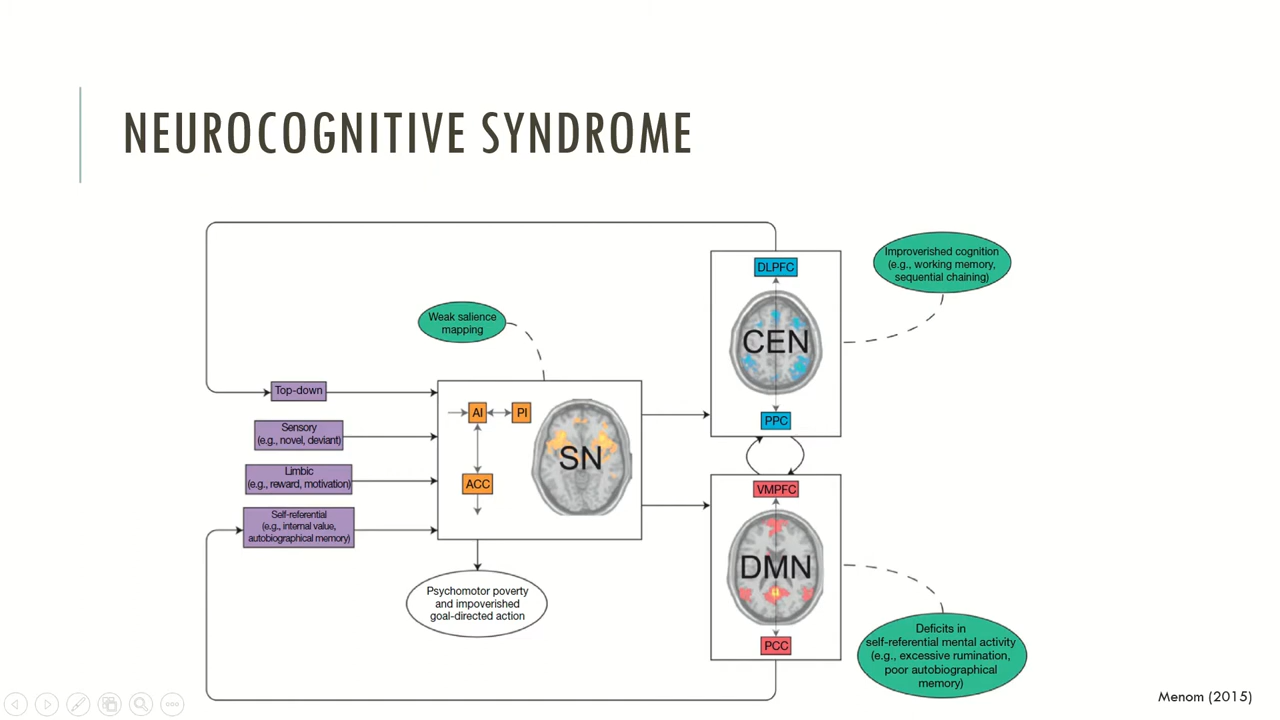 NEUROCOGNITIVE SYNDROME
Improverished cognition
(e.g., working memory,
sequential chaining)
DLPFC
CEN
PPC
Weak salience
mapping
Top-down
Sensory
(e.g., novel, deviant)
Limbic
(e.g., reward, motivation)
Self-referential
(e.g., internal value,
autobiographical memory)
AI
PI
SN
ACC
Psychomotor poverty
and impoverished
goal-directed action
VMPFC
DMN
PCC
Deficits in
self-referential mental activity
(e.g., excessive rumination,
poor autobiographical
memory)
Menom (2015)